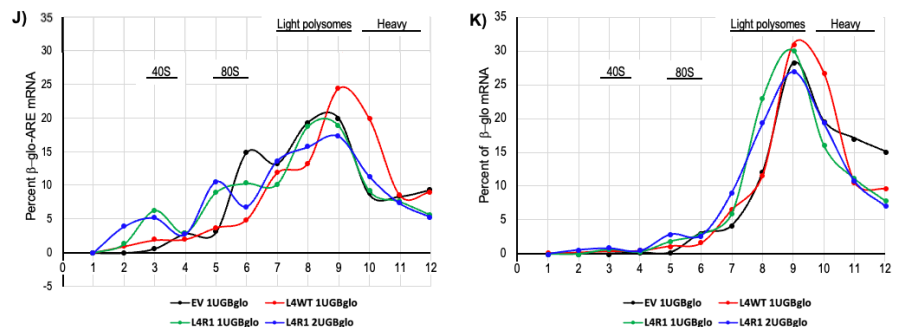 J)
Light polysomes
Heavy
40S
80S
Percent β-glo-ARE mRNA
35
30
25
20
15
10
5
0
-5
0 1 2 3 4 5 6 7 8 9 10 11 12
EV 1UGBglo
L4WT 1UGBglo
L4R1 1UGBglo
L4R1 2UGBglo
K)
Light polysomes
Heavy
40S
80S
Percent of β-glo mRNA
35
30
25
20
15
10
5
0
0 1 2 3 4 5 6 7 8 9 10 11 12
EV 1UGBglo
L4WT 1UGBglo
L4R1 1UGBglo
L4R1 2UGBglo